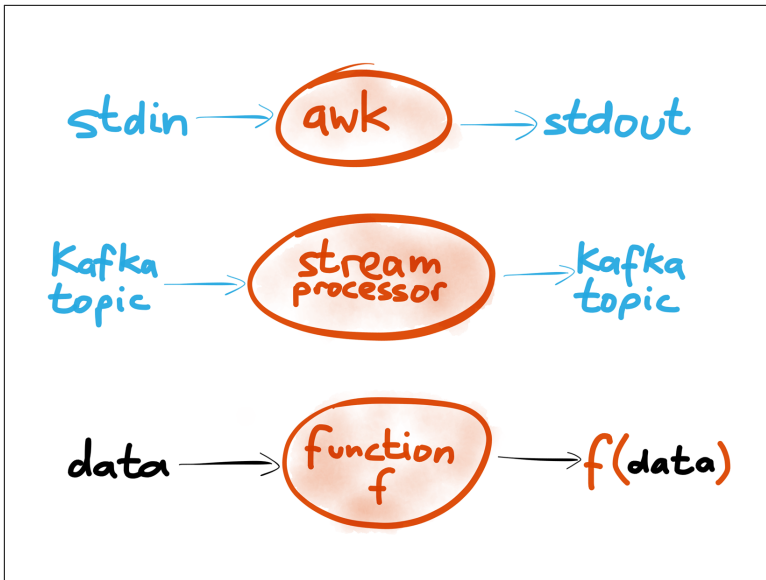 stdin awk stdout
Kafka topic stream processor Kafka topic
data function f f(data)